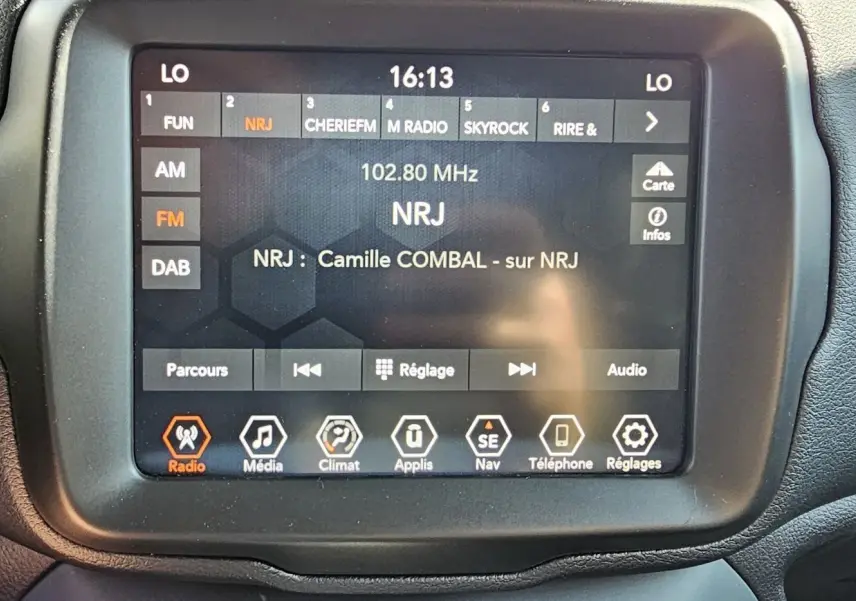 LO 16:13 LO
1 FUN 2 NRJ 3 CHERIEFM 4 M RADIO 5 SKYROCK 6 RIRE &
AM
FM
DAB
102.80 MHz
NRJ
NRJ : Camille COMBAL - sur NRJ
Carte
Infos
Parcours Réglage Audio
Radio Média Climat Applis SE Nav Téléphone Réglages